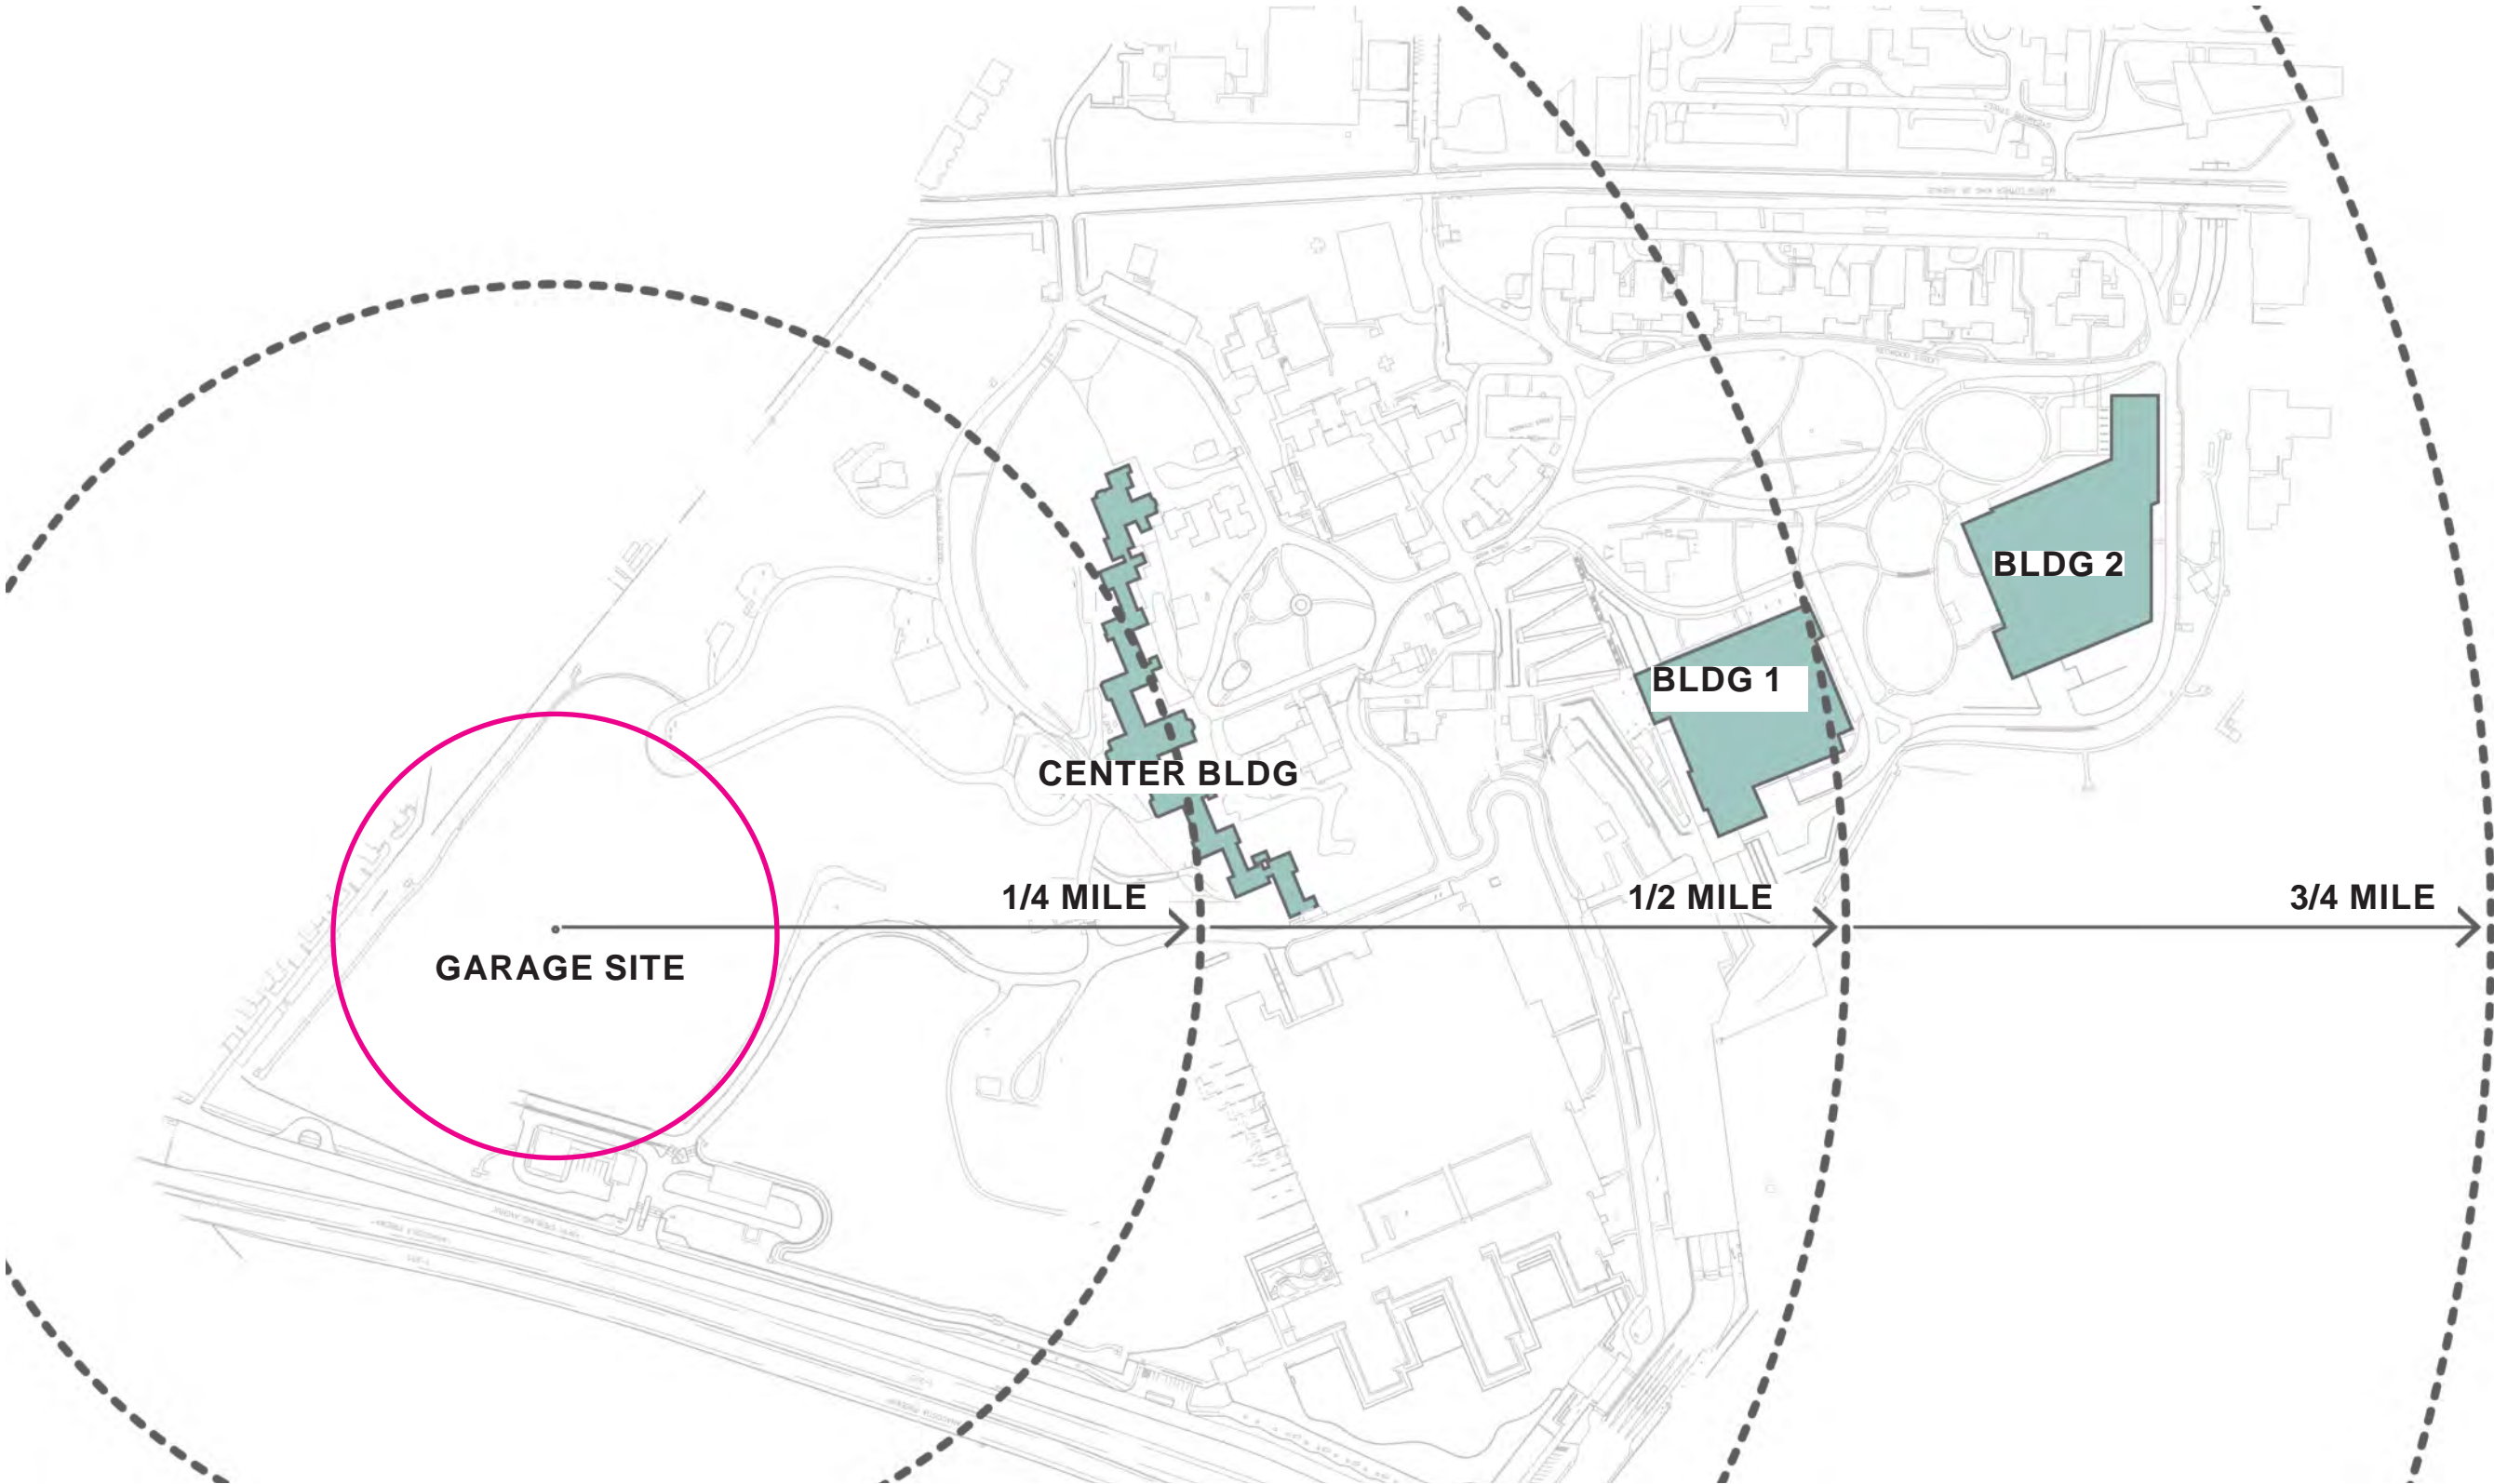 BLDG 2
BLDG 1
CENTER BLDG
1/4 MILE
1/2 MILE
3/4 MILE
GARAGE SITE